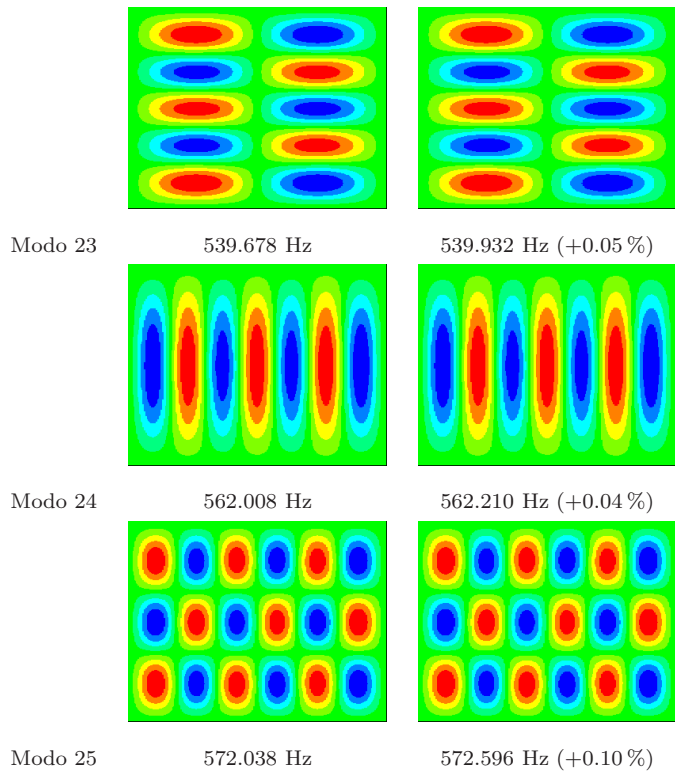 Modo 23 539.678 Hz 539.932 Hz (+0.05 %)
Modo 24 562.008 Hz 562.210 Hz (+0.04 %)
Modo 25 572.038 Hz 572.596 Hz (+0.10 %)